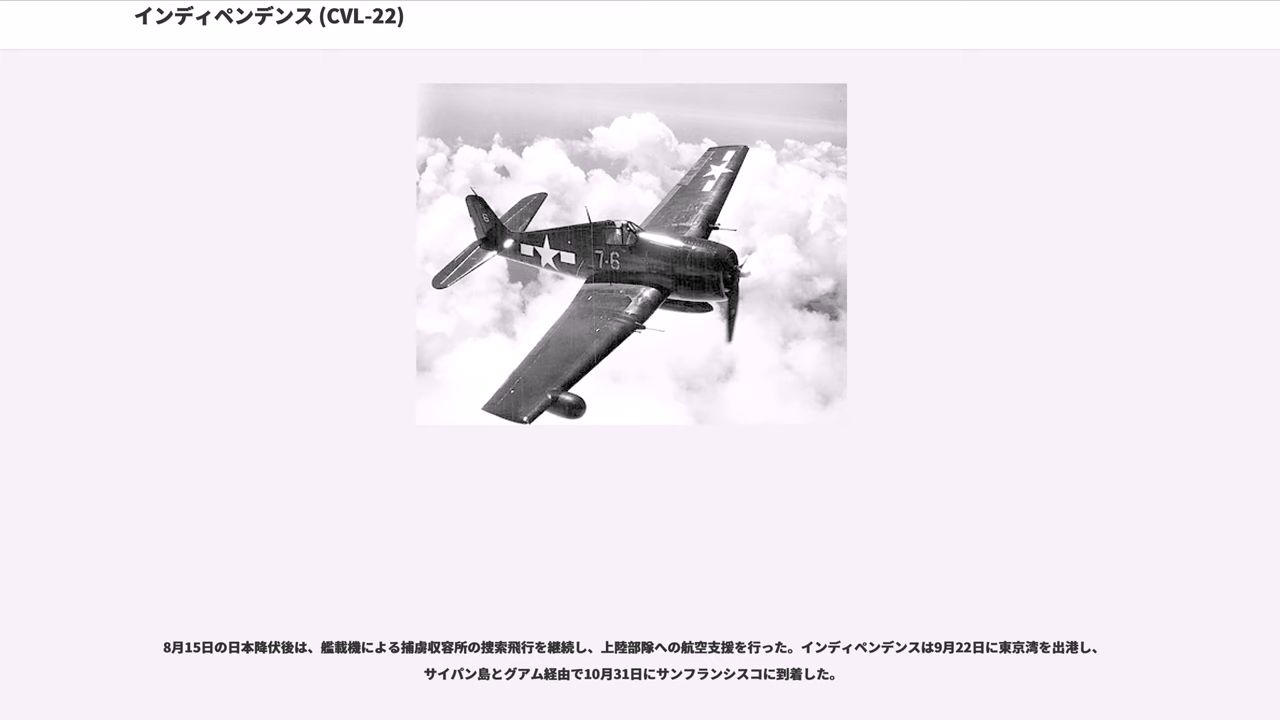 インディペンデンス (CVL-22)
6
7-6
8月15日の日本降伏後は、艦載機による捕虜収容所の捜索飛行を継続し、上陸部隊への航空支援を行った。インディペンデンスは9月22日に東京湾を出港し、
サイパン島とグアム経由で10月31日にサンフランシスコに到着した。